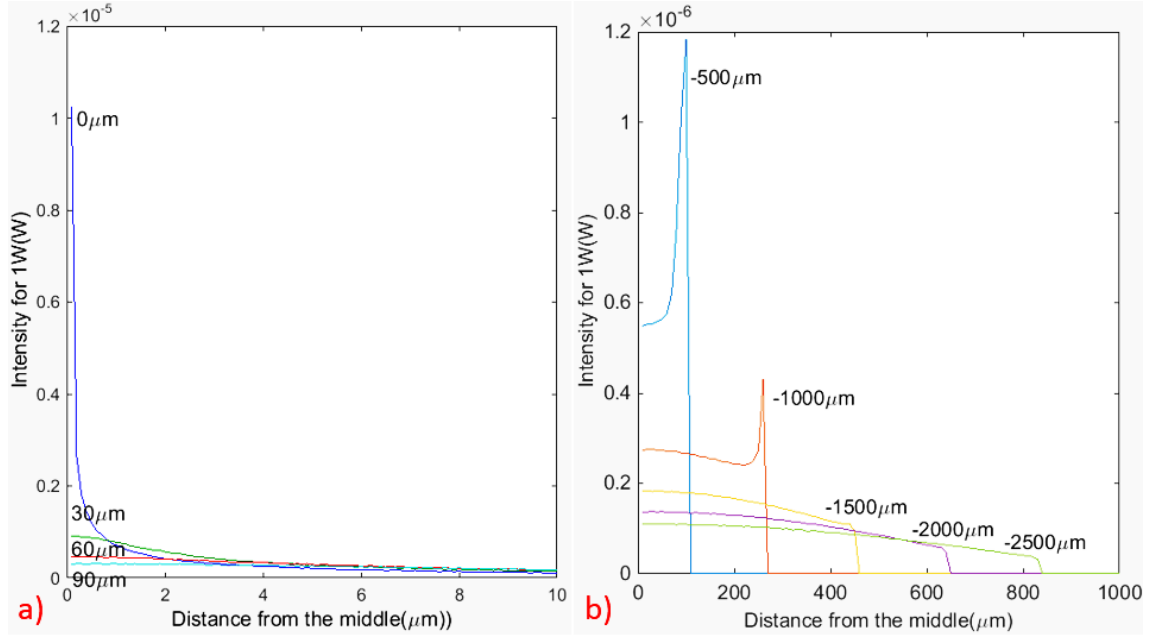 ×10⁻⁵
1.2
1
0.8
0.6
0.4
0.2
0
Intensity for 1W(W)
0μm
30μm
60μm
90μm
0 2 4 6 8 10
Distance from the middle(μm))
a)
×10⁻⁶
1.2
1
0.8
0.6
0.4
0.2
0
Intensity for 1W(W)
-500μm
-1000μm
-1500μm
-2000μm
-2500μm
0 200 400 600 800 1000
Distance from the middle(μm)
b)